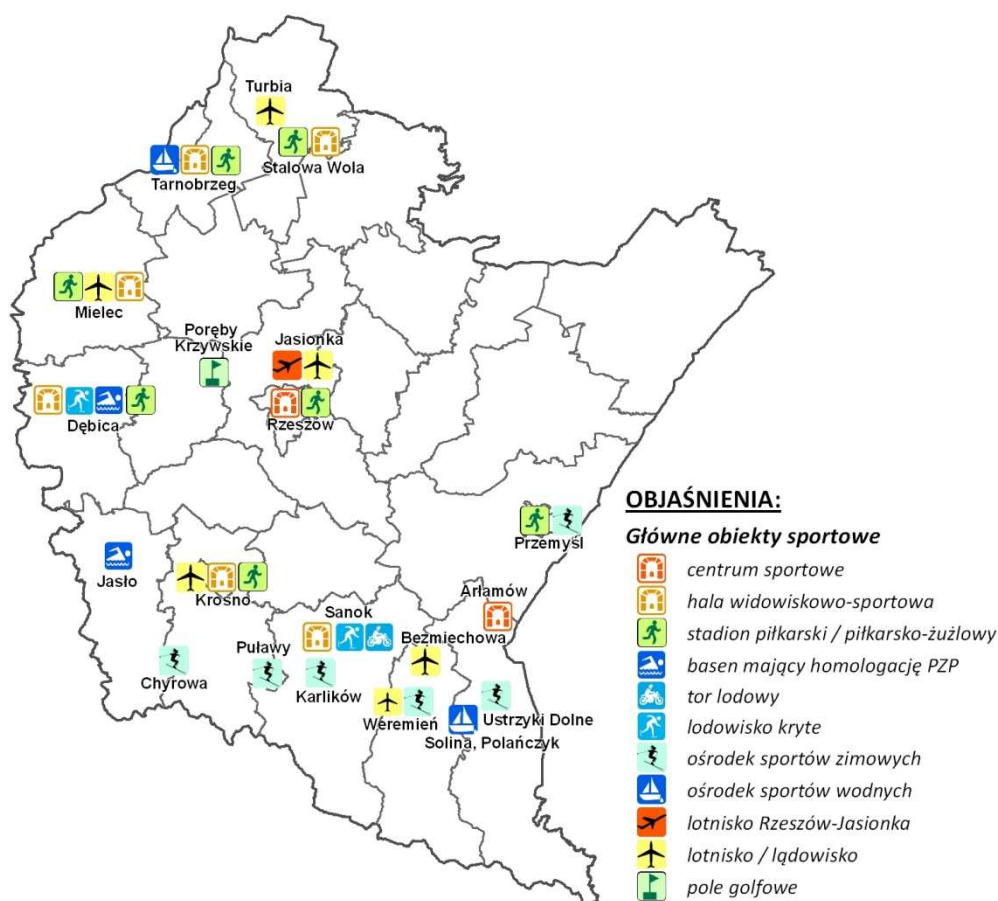 Turbia
Stalowa Wola
Tarnobrzeg
Mielec
Poręby
Krzywskie
Jasionka
Rzeszów
Dębica
Przemyśl
Jasło
Krosno
Sanok
Arłamów
Bezmiechowa
Puławy
Karlików
Chyrowa
Weremień
Ustrzyki Dolne
Solina, Polańczyk
OBJAŚNIENIA:
Główne obiekty sportowe
centrum sportowe
hala widowiskowo-sportowa
stadion piłkarski / piłkarsko-żużlowy
basen mający homologację PZP
tor lodowy
lodowisko kryte
ośrodek sportów zimowych
ośrodek sportów wodnych
lotnisko Rzeszów-Jasionka
lotnisko / lądowisko
pole golfowe